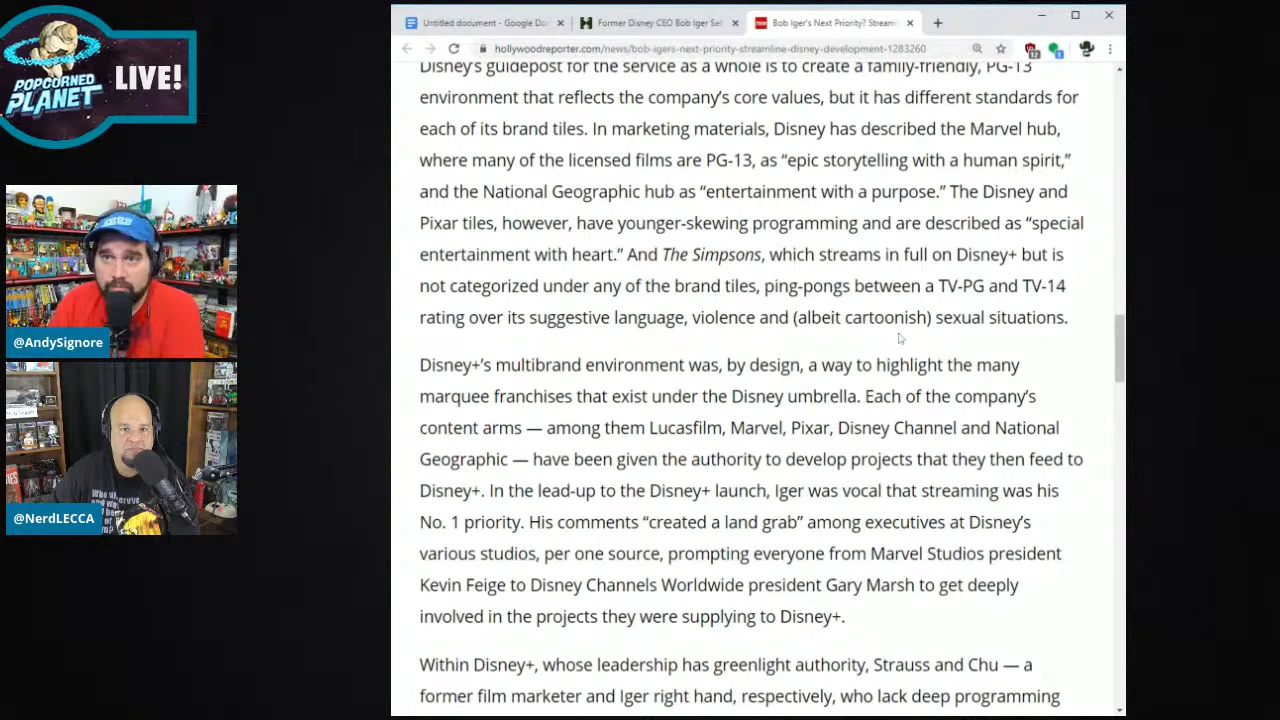 POPCORNED
PLANET
LIVE!
@AndySignore
@NerdLECCA
Untitled document - Google Doc
Former Disney CEO Bob Iger Set
Bob Iger's Next Priority? Stream
hollywoodreporter.com/news/bob-igers-next-priority-streamline-disney-development-1283260
Disney's guidepost for the service as a whole is to create a family-friendly, PG-13
environment that reflects the company's core values, but it has different standards for
each of its brand tiles. In marketing materials, Disney has described the Marvel hub,
where many of the licensed films are PG-13, as “epic storytelling with a human spirit,”
and the National Geographic hub as “entertainment with a purpose.” The Disney and
Pixar tiles, however, have younger-skewing programming and are described as “special
entertainment with heart.” And The Simpsons, which streams in full on Disney+ but is
not categorized under any of the brand tiles, ping-pongs between a TV-PG and TV-14
rating over its suggestive language, violence and (albeit cartoonish) sexual situations.
Disney+’s multibrand environment was, by design, a way to highlight the many
marquee franchises that exist under the Disney umbrella. Each of the company’s
content arms — among them Lucasfilm, Marvel, Pixar, Disney Channel and National
Geographic — have been given the authority to develop projects that they then feed to
Disney+. In the lead-up to the Disney+ launch, Iger was vocal that streaming was his
No. 1 priority. His comments “created a land grab” among executives at Disney’s
various studios, per one source, prompting everyone from Marvel Studios president
Kevin Feige to Disney Channels Worldwide president Gary Marsh to get deeply
involved in the projects they were supplying to Disney+.
Within Disney+, whose leadership has greenlight authority, Strauss and Chu — a
former film marketer and Iger right hand, respectively, who lack deep programming